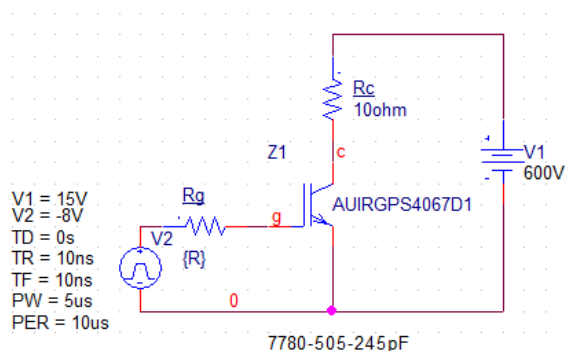 Rc
10ohm
Z1
c
V1
600V
AUIRGPS4067D1
Rg
g
V2
{R}
V1 = 15V
V2 = -8V
TD = 0s
TR = 10ns
TF = 10ns
PW = 5us
PER = 10us
0
7780-505-245pF